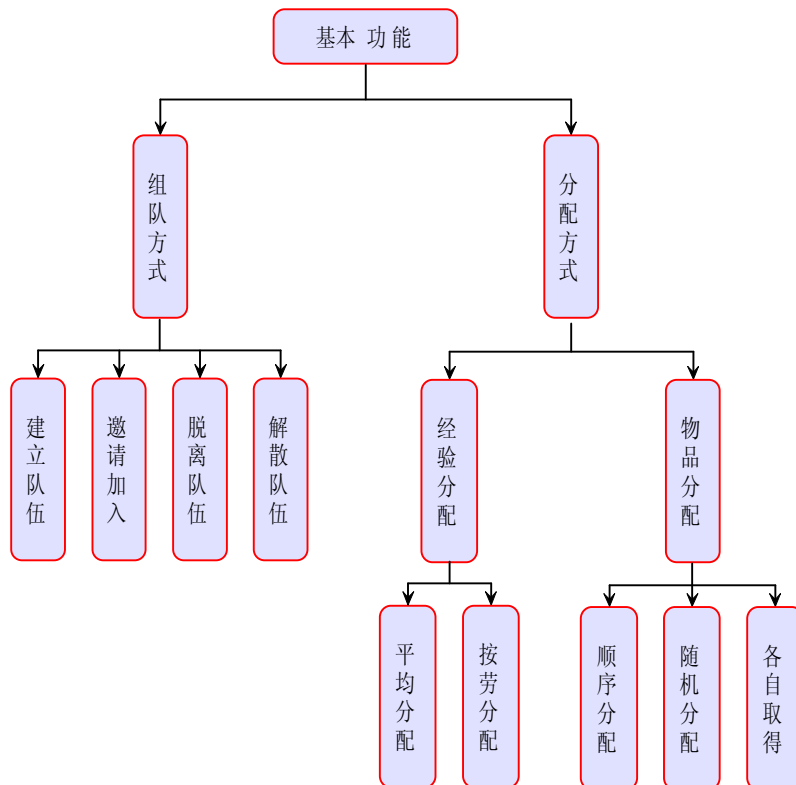 基本 功能
组队方式
分配方式
建立队伍
邀请加入
脱离队伍
解散队伍
经验分配
物品分配
平均分配
按劳分配
顺序分配
随机分配
各自取得